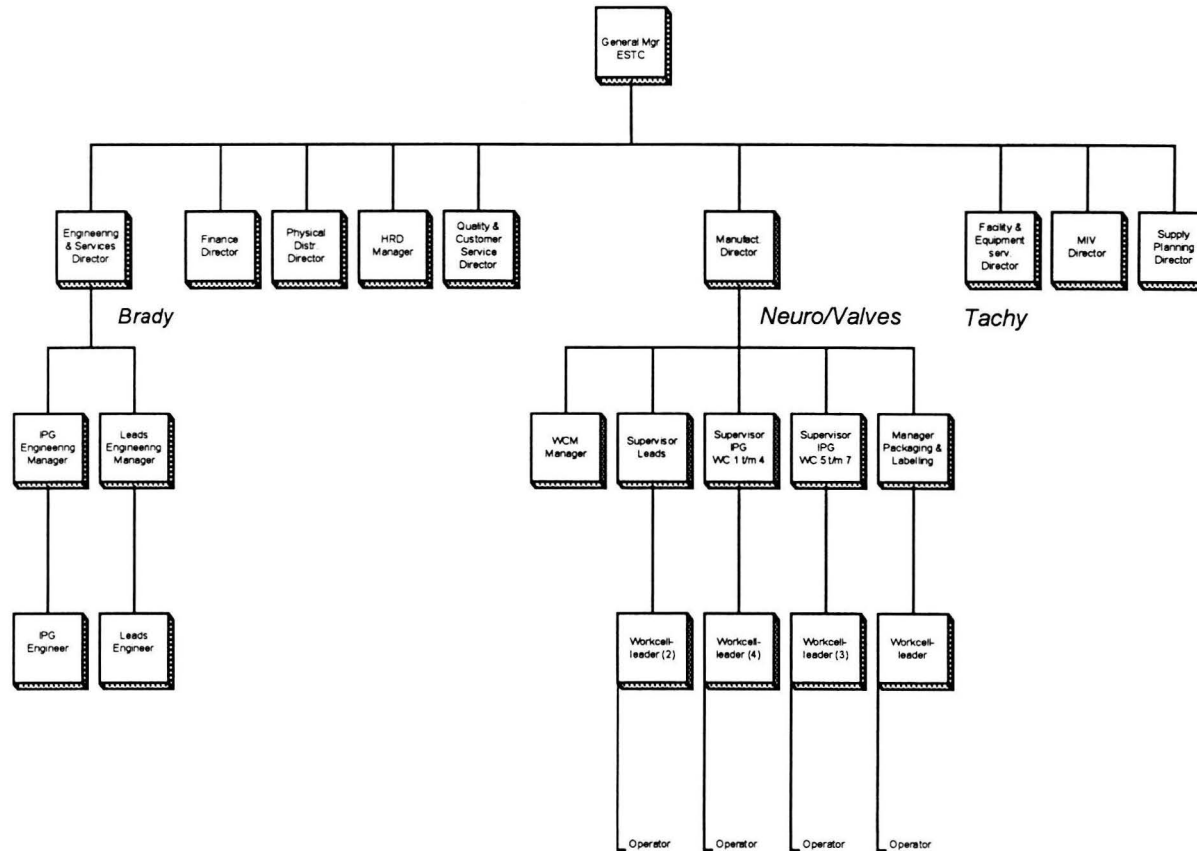 General Mgr
ESTC
Engineering
& Services
Director
Finance
Director
Physical
Distr.
Director
HRD
Manager
Quality &
Customer
Service
Director
Manufact.
Director
Facility &
Equipment
serv.
Director
MIV
Director
Supply
Planning
Director
Brady
Neuro/Valves
Tachy
IPG
Engineering
Manager
Leads
Engineering
Manager
WCM
Manager
Supervisor
Leads
Supervisor
IPG
WC 1 t/m 4
Supervisor
IPG
WC 5 t/m 7
Manager
Packaging &
Labelling
IPG
Engineer
Leads
Engineer
Workcell-
leader (2)
Workcell-
leader (4)
Workcell-
leader (3)
Workcell-
leader
Operator
Operator
Operator
Operator